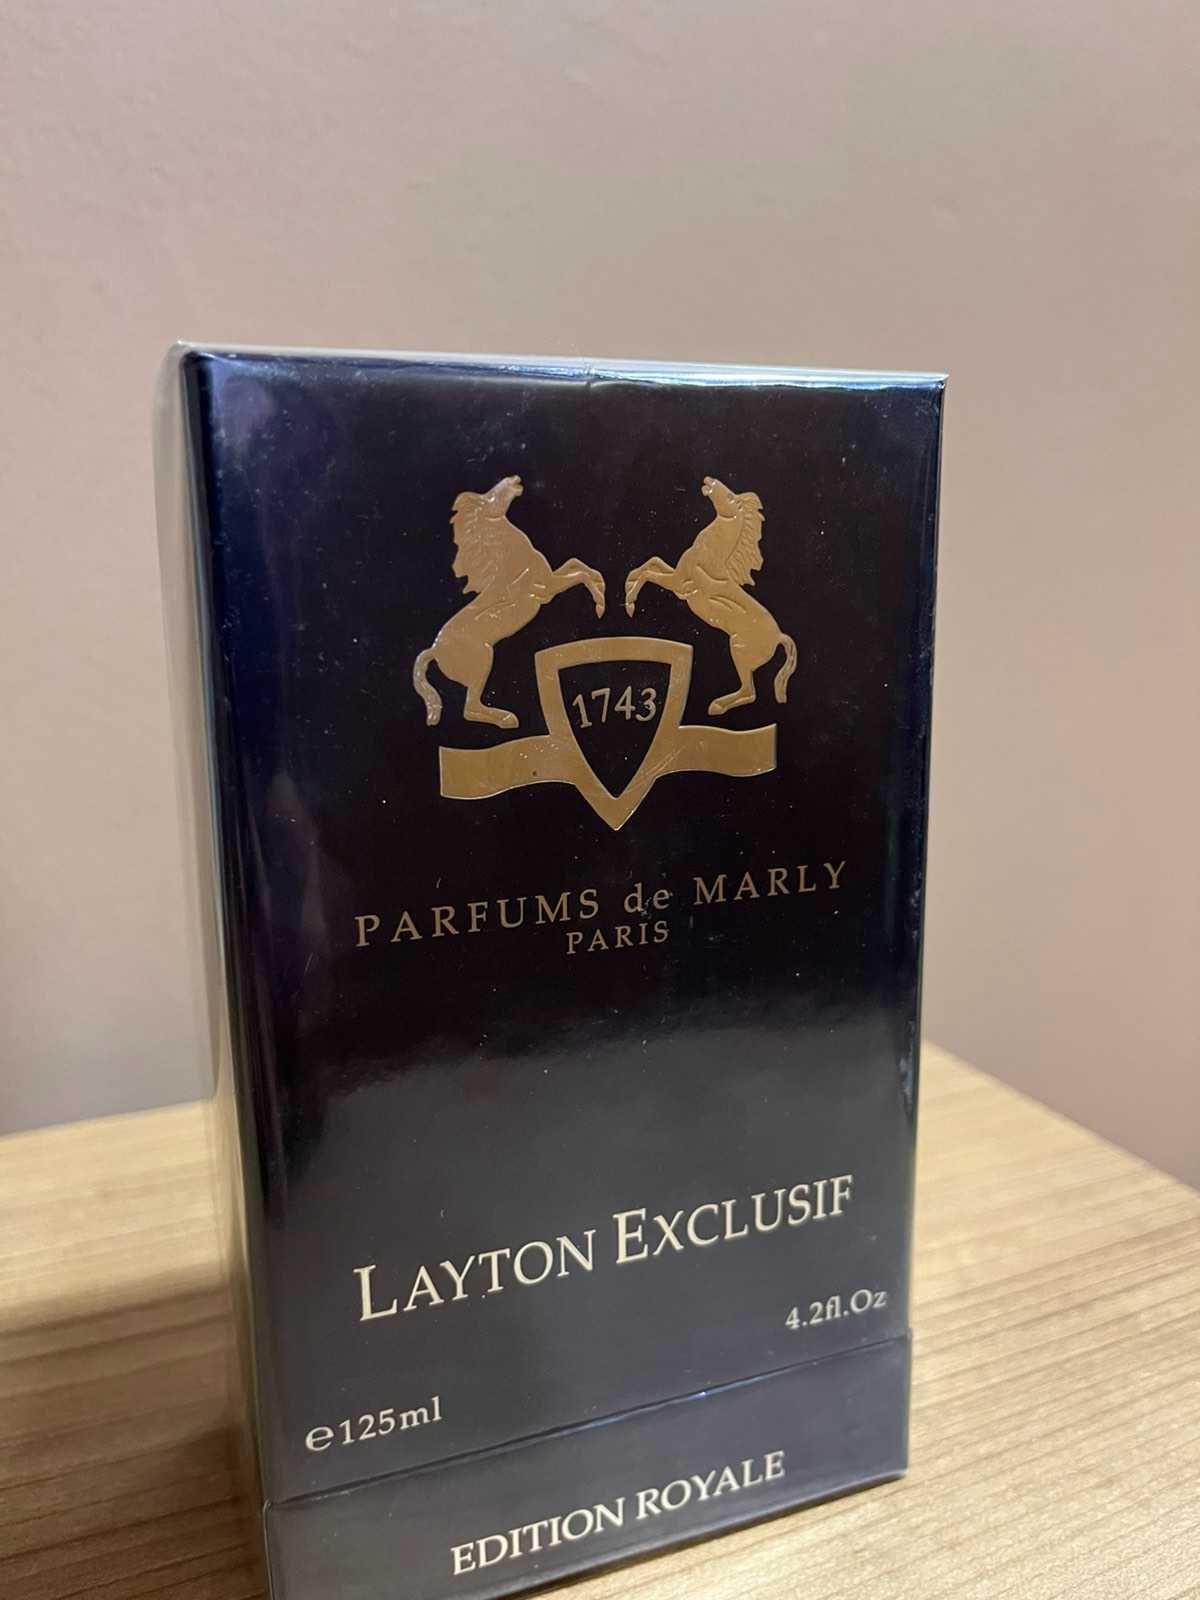 1743
PARFUMS de MARLY
PARIS
LAYTON EXCLUSIF
4.2fl.Oz
℮125ml
EDITION ROYALE